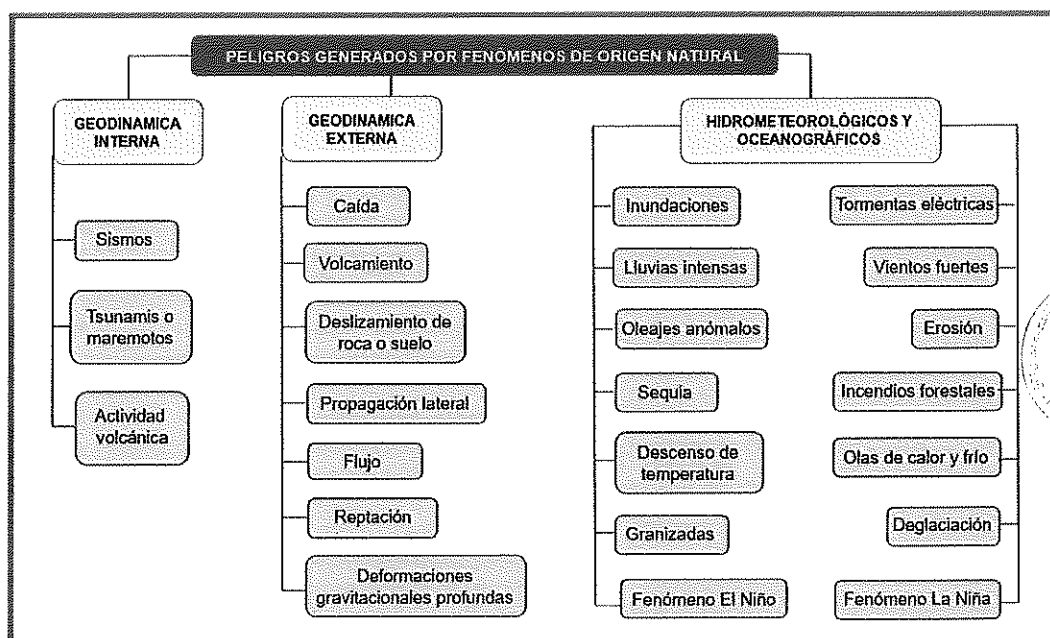 PELIGROS GENERADOS POR FENOMENOS DE ORIGEN NATURAL
GEODINAMICA
INTERNA
Sismos
Tsunamis o
maremotos
Actividad
volcánica
GEODINAMICA
EXTERNA
Caída
Volcamiento
Deslizamiento de
roca o suelo
Propagación lateral
Flujo
Reptación
Deformaciones
gravitacionales profundas
HIDROMETEOROLÓGICOS Y
OCEANOGRÁFICOS
Inundaciones
Lluvias intensas
Oleajes anómalos
Sequia
Descenso de
temperatura
Granizadas
Fenómeno El Niño
Tormentas eléctricas
Vientos fuertes
Erosión
Incendios forestales
Olas de calor y frío
Deglaciación
Fenómeno La Niña